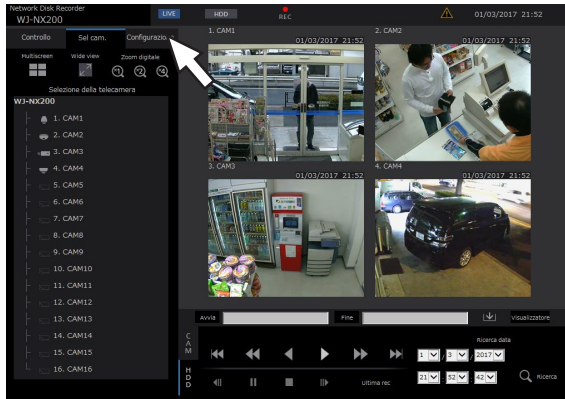 Network Disk Recorder
WJ-NX200
LIVE
HDD
REC
01/03/2017 21:52
Controllo
Sel cam.
Configurazio
Multiscreen
Wide view
Zoom digitale
x1
x2
x4
Selezione della telecamera
WJ-NX200
1. CAM1
2. CAM2
3. CAM3
4. CAM4
5. CAM5
6. CAM6
7. CAM7
8. CAM8
9. CAM9
10. CAM10
11. CAM11
12. CAM12
13. CAM13
14. CAM14
15. CAM15
16. CAM16
1. CAM1
01/03/2017 21:52
2. CAM2
01/03/2017 21:52
3. CAM3
01/03/2017 21:52
4. CAM4
01/03/2017 21:52
Avvia
Fine
Visualizzatore
CAM
HDD
Ultima rec
Ricerca data
1 / 3 / 2017
21 : 52 : 42
Ricerca